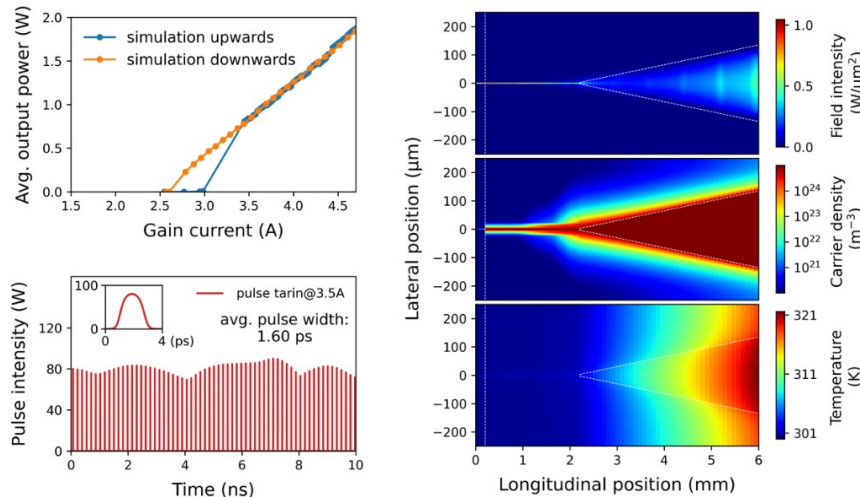 2.0
1.5
1.0
0.5
0.0
Avg. output power (W)
simulation upwards
simulation downwards
1.5 2.0 2.5 3.0 3.5 4.0 4.5
Gain current (A)
Pulse intensity (W)
160
120
80
40
0
100
0
0 4 (ps)
pulse tarin@3.5A
avg. pulse width:
1.60 ps
0 2 4 6 8 10
Time (ns)
Lateral position (μm)
200
100
0
−100
−200
1.0
0.5
0.0
Field intensity
(W/μm²)
200
100
0
−100
−200
10²⁴
10²³
10²²
10²¹
Carrier density
(m⁻³)
200
100
0
−100
−200
321
311
301
Temperature
(K)
0 1 2 3 4 5 6
Longitudinal position (mm)